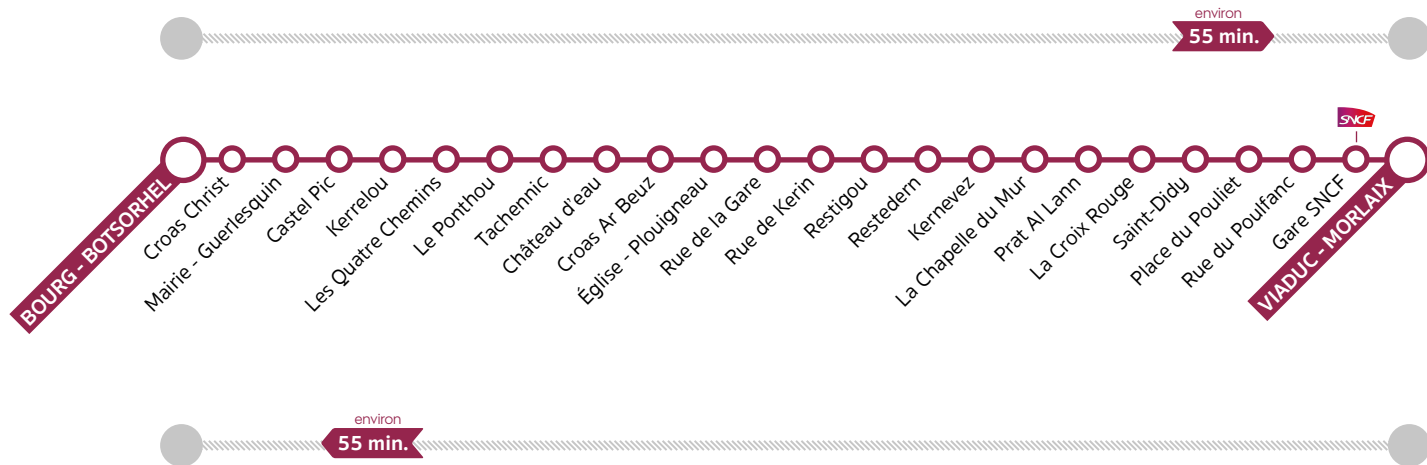 environ
55 min.
SNCF
BOURG - BOTSORHEL
Croas Christ
Mairie - Guerlesquin
Castel Pic
Kerrelou
Les Quatre Chemins
Le Ponthou
Tachennic
Château d'eau
Croas Ar Beuz
Église - Plouigneau
Rue de la Gare
Rue de Kerin
Restigou
Restedern
Kernevez
La Chapelle du Mur
Prat Al Lann
La Croix Rouge
Saint-Didy
Place du Pouliet
Rue du Poulfanc
Gare SNCF
VIADUC - MORLAIX
environ
55 min.